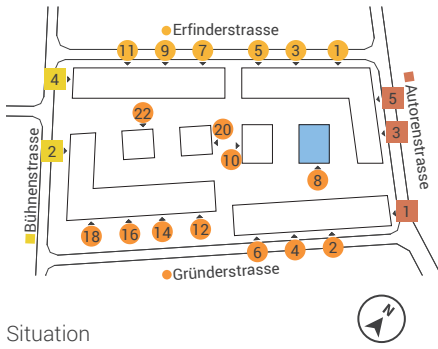 Erfinderstrasse
11 9 7 5 3 1
4
5
22
20
3
2
10
8
Autorenstrasse
Bühnenstrasse
1
18 16 14 12
6 4 2
Gründerstrasse
Situation
N